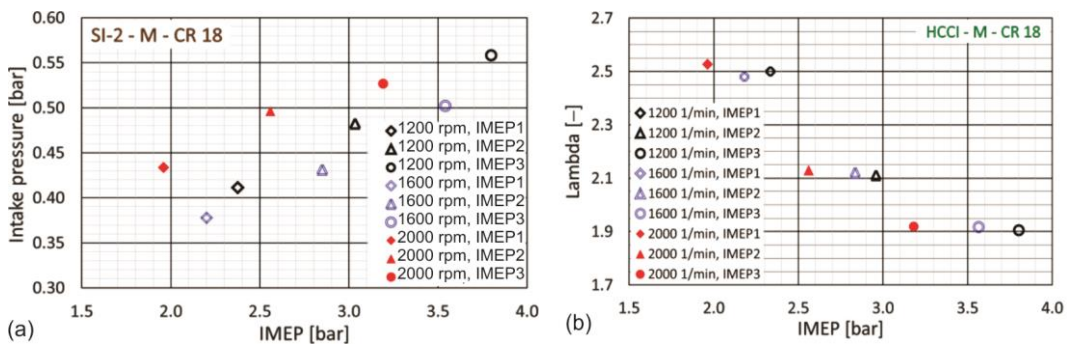 SI-2 - M - CR 18
Intake pressure [bar]
0.60
0.55
0.50
0.45
0.40
0.35
0.30
1200 rpm, IMEP1
1200 rpm, IMEP2
1200 rpm, IMEP3
1600 rpm, IMEP1
1600 rpm, IMEP2
1600 rpm, IMEP3
2000 rpm, IMEP1
2000 rpm, IMEP2
2000 rpm, IMEP3
1.5 2.0 2.5 3.0 3.5 4.0
(a)
IMEP [bar]
HCCI - M - CR 18
Lambda [–]
2.7
2.5
2.3
2.1
1.9
1.7
1200 1/min, IMEP1
1200 1/min, IMEP2
1200 1/min, IMEP3
1600 1/min, IMEP1
1600 1/min, IMEP2
1600 1/min, IMEP3
2000 1/min, IMEP1
2000 1/min, IMEP2
2000 1/min, IMEP3
1.5 2.0 2.5 3.0 3.5 4.0
(b)
IMEP [bar]